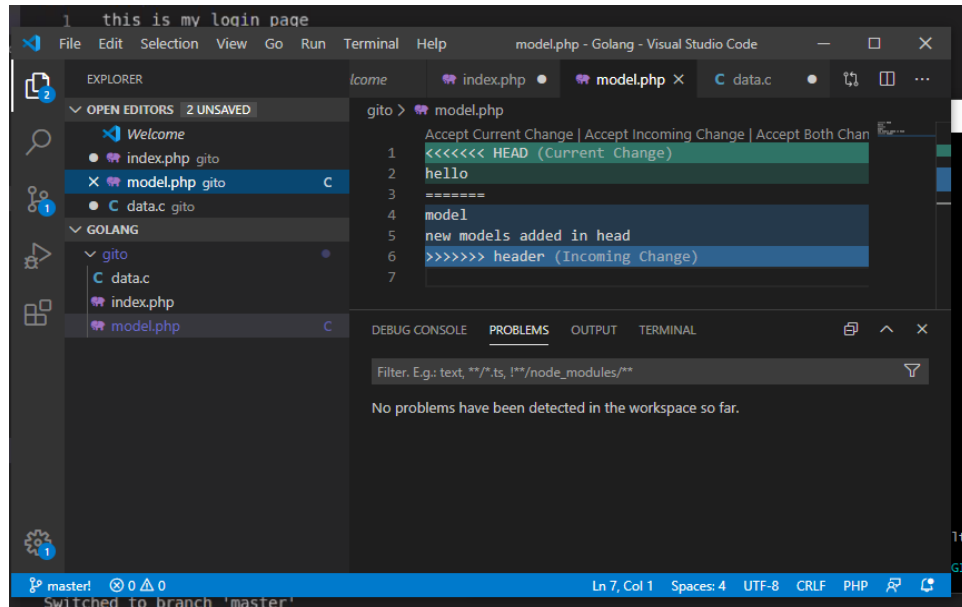 1 this is my login page
File Edit Selection View Go Run Terminal Help model.php - Golang - Visual Studio Code
EXPLORER
lcome index.php model.php C data.c
2
OPEN EDITORS 2 UNSAVED
Welcome
index.php gito
model.php gito C
C data.c gito
1
GOLANG
gito
C data.c
index.php
model.php C
gito > model.php
Accept Current Change | Accept Incoming Change | Accept Both Chan
1 <<<<<<< HEAD (Current Change)
2 hello
3 =======
4 model
5 new models added in head
6 >>>>>>> header (Incoming Change)
7
DEBUG CONSOLE PROBLEMS OUTPUT TERMINAL
Filter. E.g.: text, **/*.ts, !**/node_modules/**
No problems have been detected in the workspace so far.
1
master! 0 0 Ln 7, Col 1 Spaces: 4 UTF-8 CRLF PHP
Switched to branch 'master'